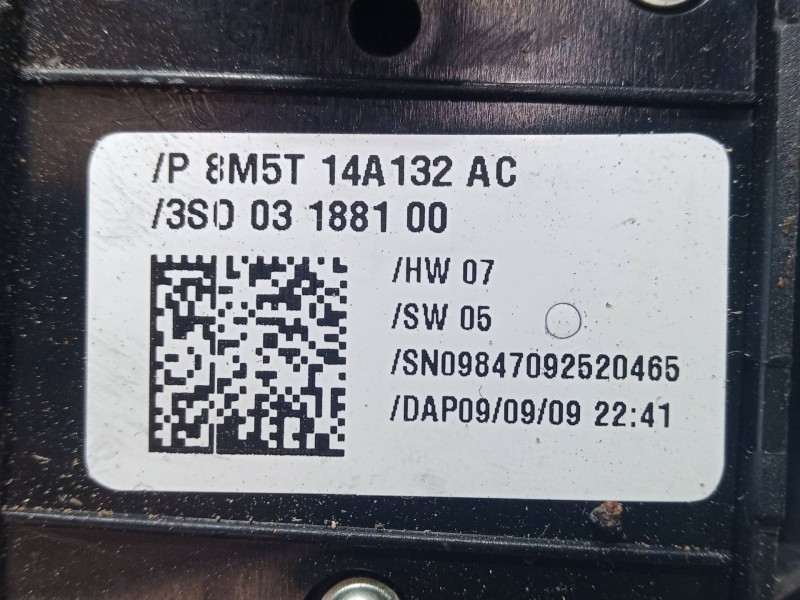 /P 8M5T 14A132 AC
/3S0 03 1881 00
/HW 07
/SW 05
/SN09847092520465
/DAP09/09/09 22:41